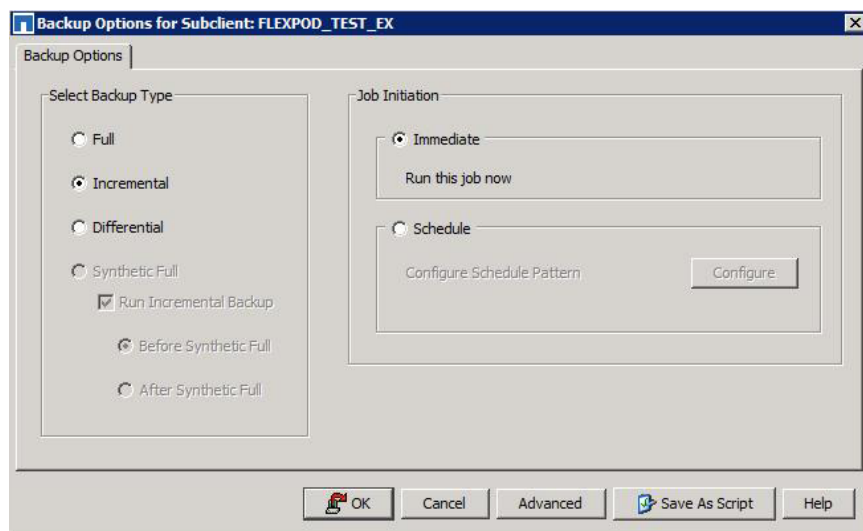 Backup Options for Subclient: FLEXPOD_TEST_EX
Backup Options
Select Backup Type
Full
Incremental
Differential
Synthetic Full
Run Incremental Backup
Before Synthetic Full
After Synthetic Full
Job Initiation
Immediate
Run this job now
Schedule
Configure Schedule Pattern
Configure
OK
Cancel
Advanced
Save As Script
Help